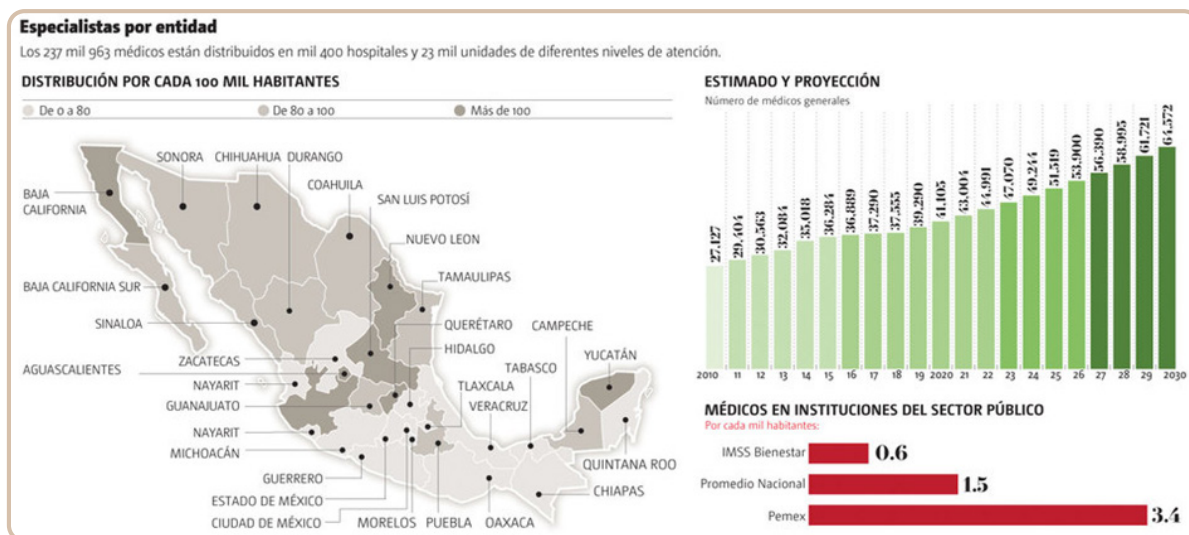 Especialistas por entidad
Los 237 mil 963 médicos están distribuidos en mil 400 hospitales y 23 mil unidades de diferentes niveles de atención.
DISTRIBUCIÓN POR CADA 100 MIL HABITANTES
De 0 a 80
De 80 a 100
Más de 100
SONORA
CHIHUAHUA
DURANGO
COAHUILA
SAN LUIS POTOSÍ
BAJA
CALIFORNIA
NUEVO LEON
TAMAULIPAS
BAJA CALIFORNIA SUR
SINALOA
QUERÉTARO
CAMPECHE
HIDALGO
YUCATÁN
ZACATECAS
TABASCO
AGUASCALIENTES
TLAXCALA
NAYARIT
VERACRUZ
GUANAJUATO
NAYARIT
MICHOACÁN
QUINTANA ROO
GUERRERO
CHIAPAS
ESTADO DE MÉXICO
CIUDAD DE MÉXICO
MORELOS
PUEBLA
OAXACA
ESTIMADO Y PROYECCIÓN
Número de médicos generales
27.127
29.404
30.563
32.084
35.018
36.284
36.889
37.290
37.555
39.290
41.105
43.004
44.991
47.070
49.244
51.519
53.900
56.390
58.995
61.721
64.572
2010 11 12 13 14 15 16 17 18 19 2020 21 22 23 24 25 26 27 28 29 2030
MÉDICOS EN INSTITUCIONES DEL SECTOR PÚBLICO
Por cada mil habitantes:
IMSS Bienestar 0.6
Promedio Nacional 1.5
Pemex 3.4